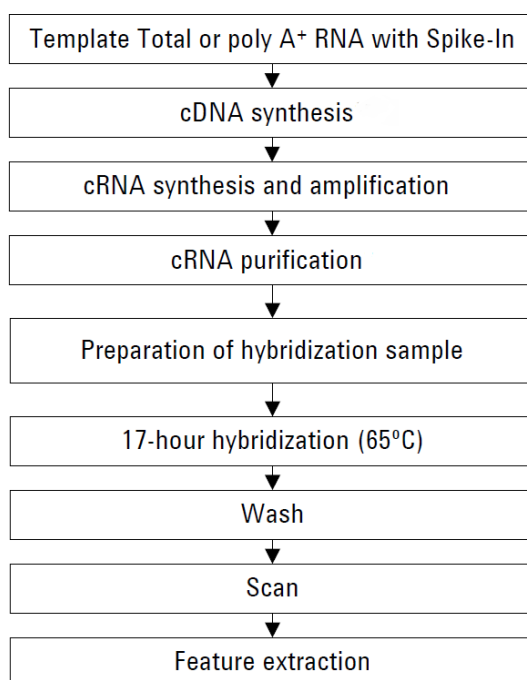 Template Total or poly A⁺ RNA with Spike-In
cDNA synthesis
cRNA synthesis and amplification
cRNA purification
Preparation of hybridization sample
17-hour hybridization (65ºC)
Wash
Scan
Feature extraction